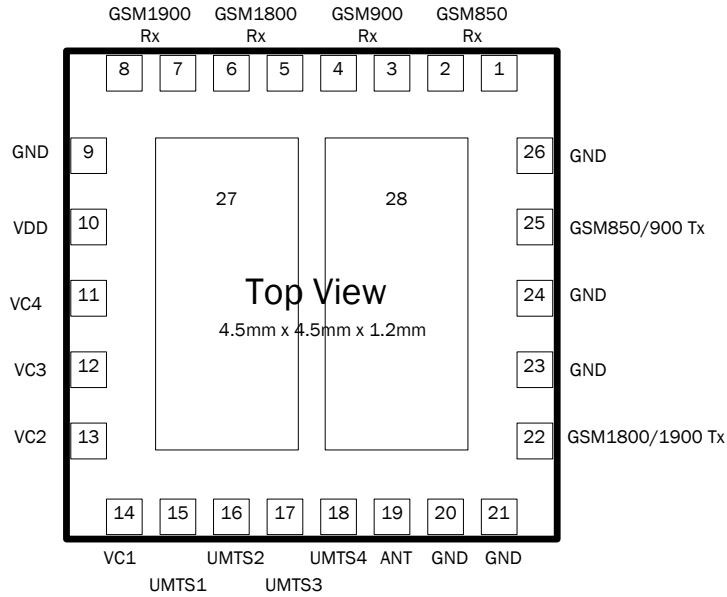 GSM1900 GSM1800 GSM900 GSM850
Rx Rx Rx Rx
8 7 6 5 4 3 2 1
GND 9 26 GND
27 28
VDD 10 25 GSM850/900 Tx
VC4 11 24 GND
Top View
4.5mm x 4.5mm x 1.2mm
VC3 12 23 GND
VC2 13 22 GSM1800/1900 Tx
14 15 16 17 18 19 20 21
VC1 UMTS2 UMTS4 ANT GND GND
UMTS1 UMTS3